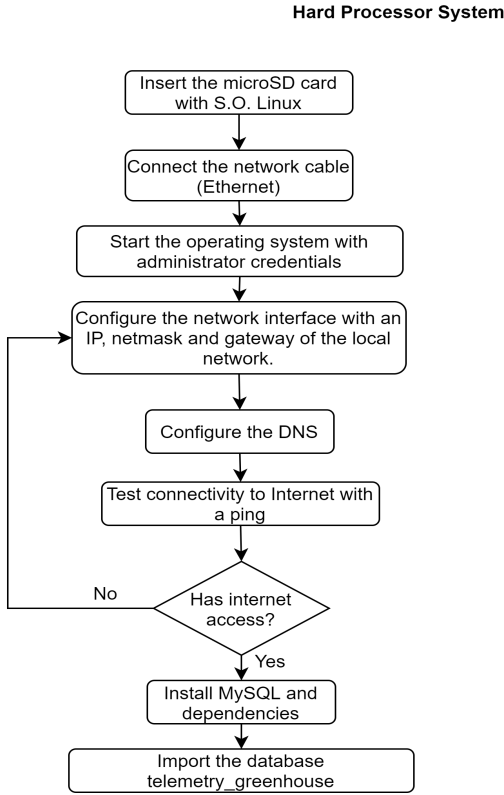 Hard Processor System
Insert the microSD card
with S.O. Linux
Connect the network cable
(Ethernet)
Start the operating system with
administrator credentials
Configure the network interface with an
IP, netmask and gateway of the local
network.
Configure the DNS
Test connectivity to Internet with
a ping
Has internet
access?
No
Yes
Install MySQL and
dependencies
Import the database
telemetry_greenhouse